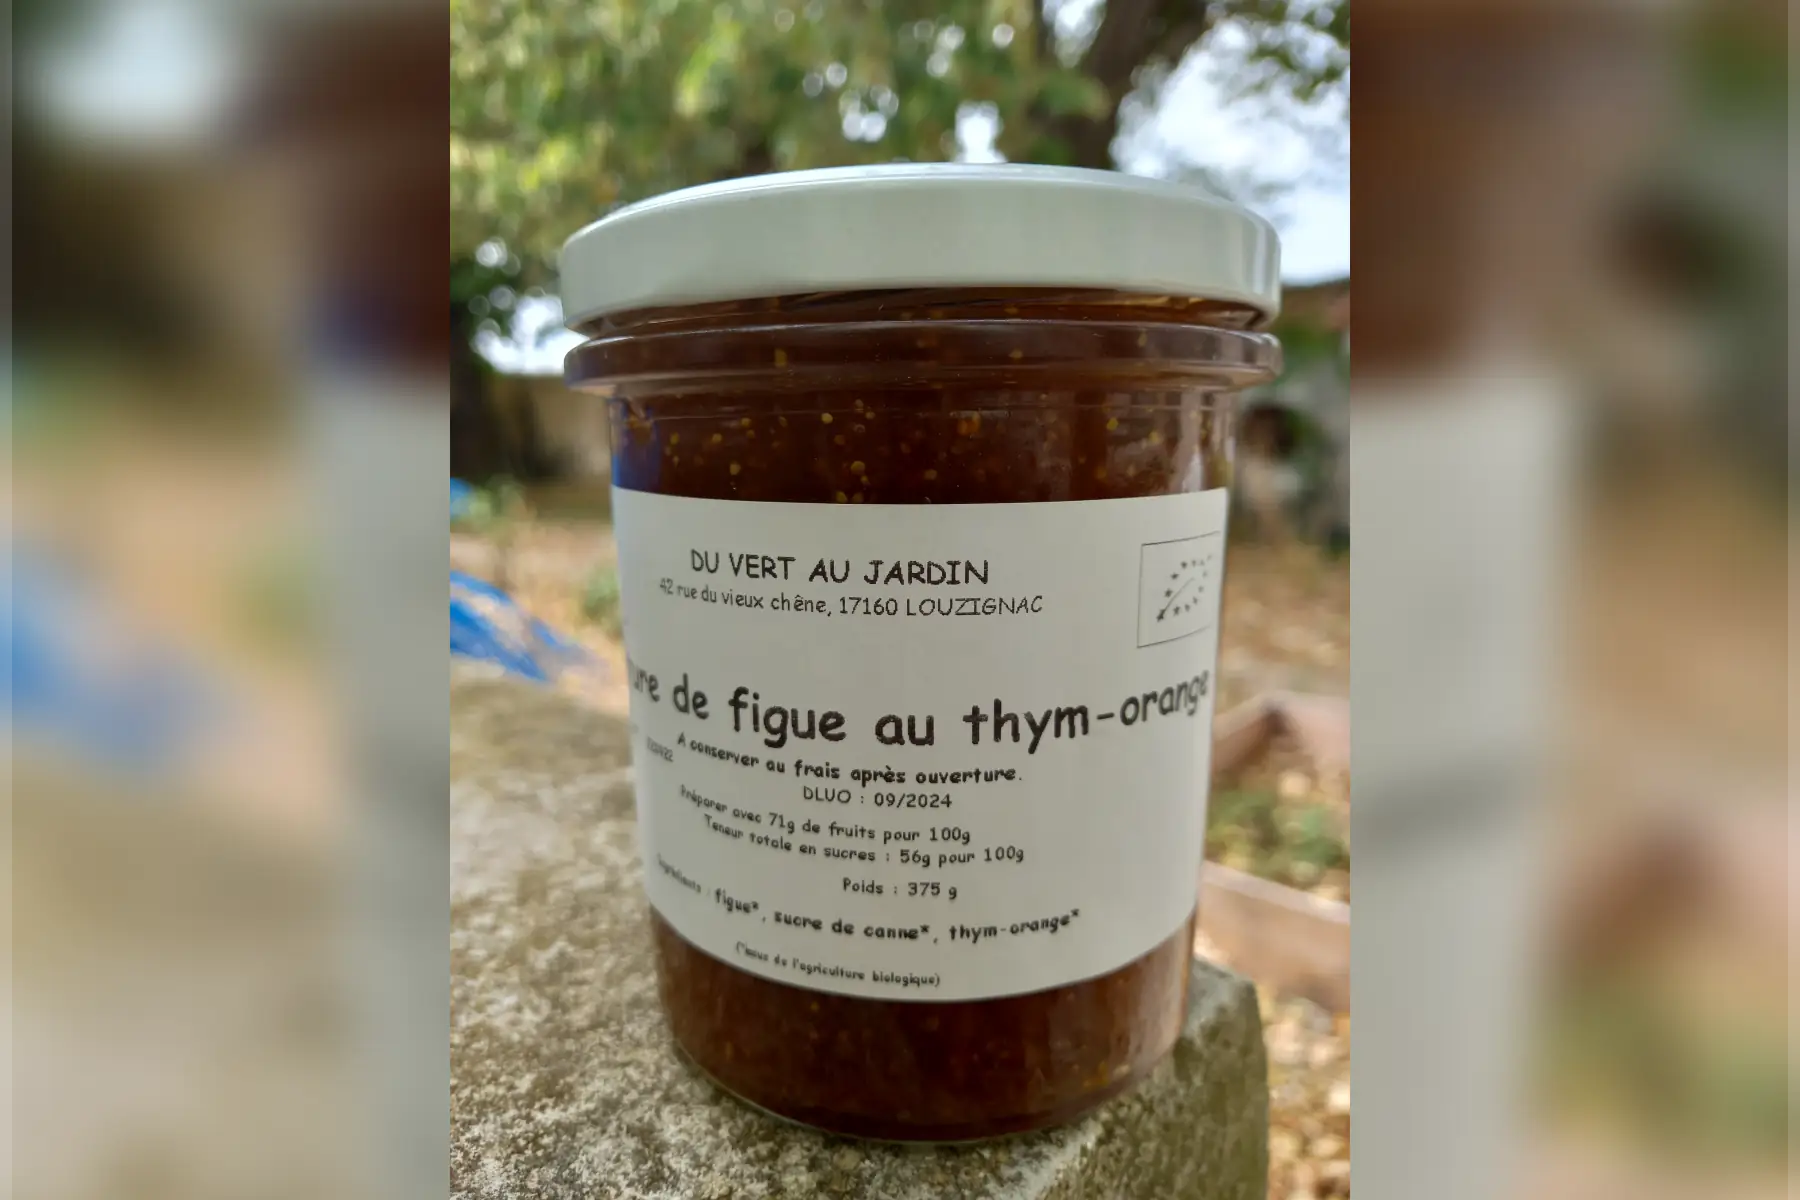 DU VERT AU JARDIN
42 rue du vieux chêne, 17160 LOUZIGNAC
ure de figue au thym-orange
A conserver au frais après ouverture.
DLUO : 09/2024
Préparer avec 71g de fruits pour 100g
Teneur totale en sucres : 56g pour 100g
Poids : 375 g
Ingrédients : figue*, sucre de canne*, thym-orange*
(*issus de l'agriculture biologique)